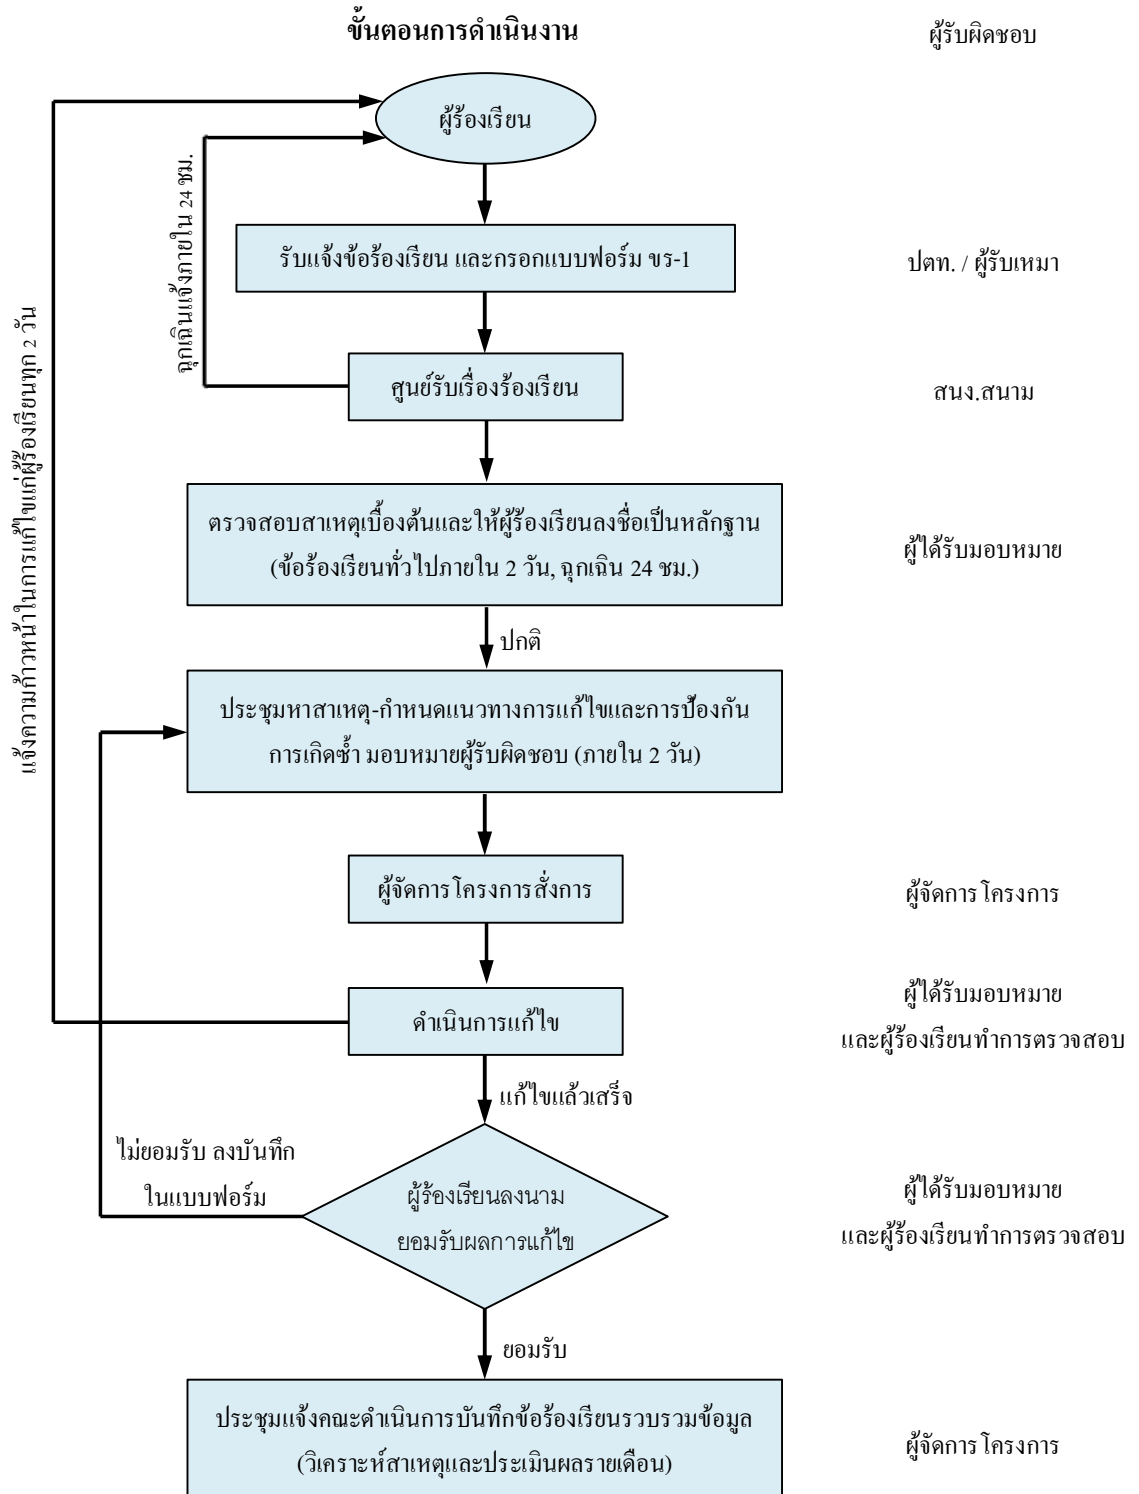 ขั้นตอนการดำเนินงาน
ผู้รับผิดชอบ
ผู้ร้องเรียน
ฉุกเฉินแจ้งภายใน 24 ชม.
แจ้งความก้าวหน้าในการแก้ไขแก่ผู้ร้องเรียนทุก 2 วัน
รับแจ้งข้อร้องเรียน และกรอกแบบฟอร์ม ขร-1
ปตท. / ผู้รับเหมา
ศูนย์รับเรื่องร้องเรียน
สนง.สนาม
ตรวจสอบสาเหตุเบื้องต้นและให้ผู้ร้องเรียนลงชื่อเป็นหลักฐาน
(ข้อร้องเรียนทั่วไปภายใน 2 วัน, ฉุกเฉิน 24 ชม.)
ผู้ได้รับมอบหมาย
ปกติ
ประชุมหาสาเหตุ-กำหนดแนวทางการแก้ไขและการป้องกัน
การเกิดซ้ำ มอบหมายผู้รับผิดชอบ (ภายใน 2 วัน)
ผู้จัดการโครงการสั่งการ
ผู้จัดการโครงการ
ดำเนินการแก้ไข
ผู้ได้รับมอบหมาย
และผู้ร้องเรียนทำการตรวจสอบ
แก้ไขแล้วเสร็จ
ไม่ยอมรับ ลงบันทึก
ในแบบฟอร์ม
ผู้ร้องเรียนลงนาม
ยอมรับผลการแก้ไข
ผู้ได้รับมอบหมาย
และผู้ร้องเรียนทำการตรวจสอบ
ยอมรับ
ประชุมแจ้งคณะดำเนินการบันทึกข้อร้องเรียนรวบรวมข้อมูล
(วิเคราะห์สาเหตุและประเมินผลรายเดือน)
ผู้จัดการโครงการ